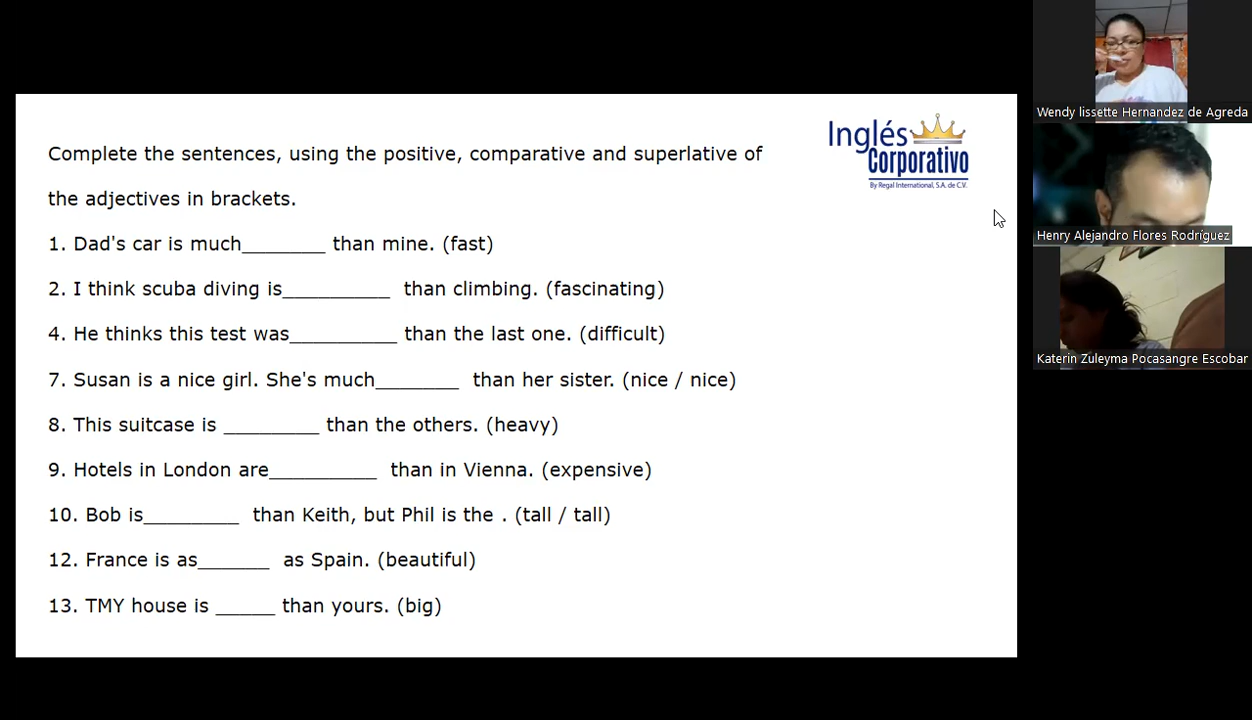 Complete the sentences, using the positive, comparative and superlative of
the adjectives in brackets.
1. Dad's car is much________ than mine. (fast)
2. I think scuba diving is__________ than climbing. (fascinating)
4. He thinks this test was__________ than the last one. (difficult)
7. Susan is a nice girl. She's much_______ than her sister. (nice / nice)
8. This suitcase is _________ than the others. (heavy)
9. Hotels in London are__________ than in Vienna. (expensive)
10. Bob is_________ than Keith, but Phil is the . (tall / tall)
12. France is as_______ as Spain. (beautiful)
13. TMY house is _____ than yours. (big)
Inglés
Corporativo
By Regal International, S.A. de C.V.
Wendy lissette Hernandez de Agreda
Henry Alejandro Flores Rodríguez
Katerin Zuleyma Pocasangre Escobar